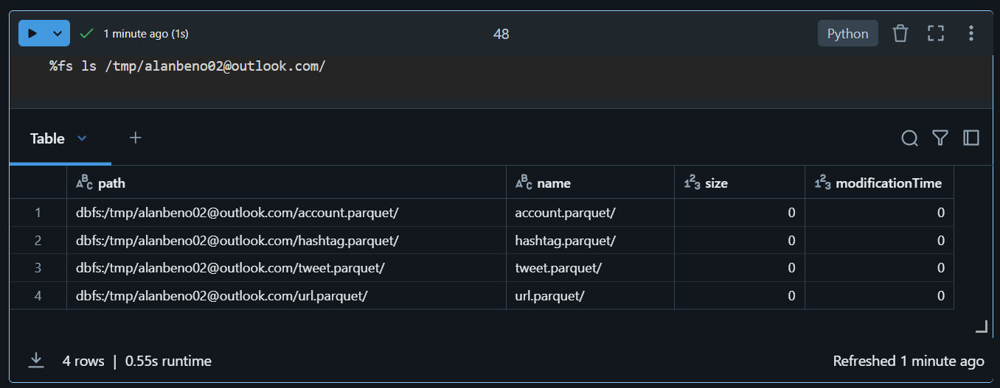 1 minute ago (1s)
48
Python
%fs ls /tmp/alanbeno02@outlook.com/
Table
path name size modificationTime
1 dbfs:/tmp/alanbeno02@outlook.com/account.parquet/ account.parquet/ 0 0
2 dbfs:/tmp/alanbeno02@outlook.com/hashtag.parquet/ hashtag.parquet/ 0 0
3 dbfs:/tmp/alanbeno02@outlook.com/tweet.parquet/ tweet.parquet/ 0 0
4 dbfs:/tmp/alanbeno02@outlook.com/url.parquet/ url.parquet/ 0 0
4 rows | 0.55s runtime
Refreshed 1 minute ago